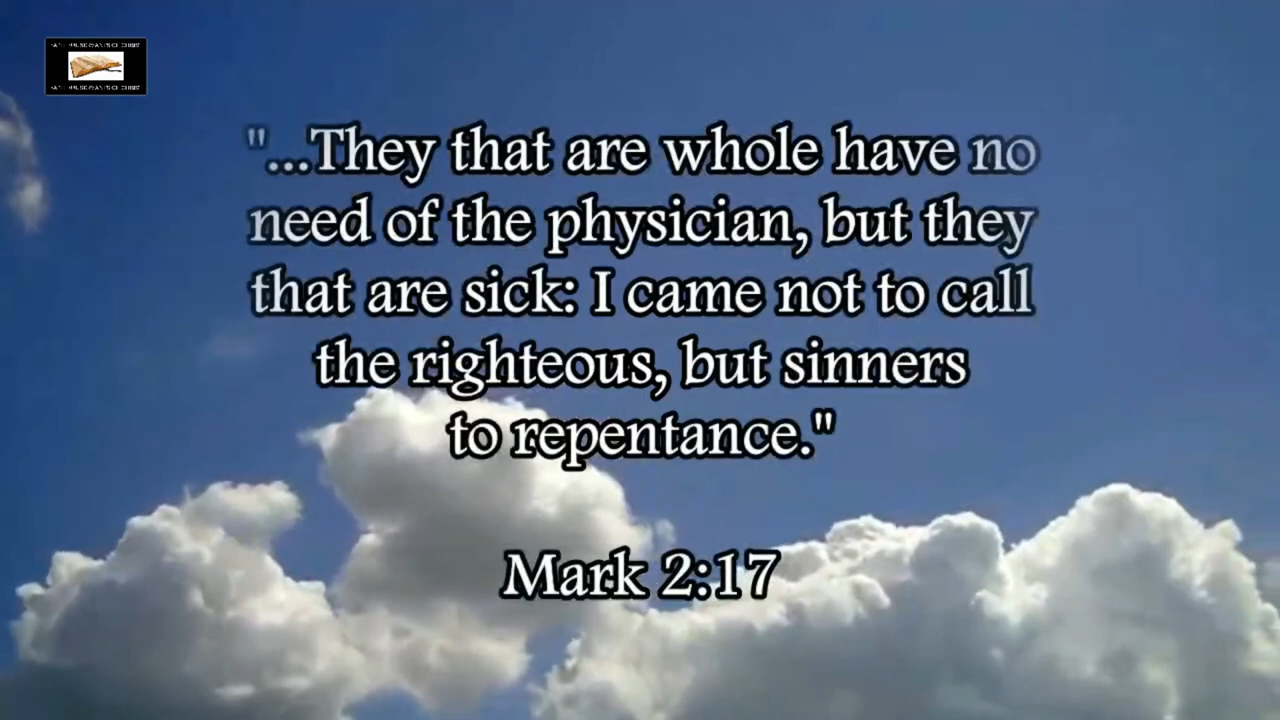 "...They that are whole have no
need of the physician, but they
that are sick: I came not to call
the righteous, but sinners
to repentance."
Mark 2:17